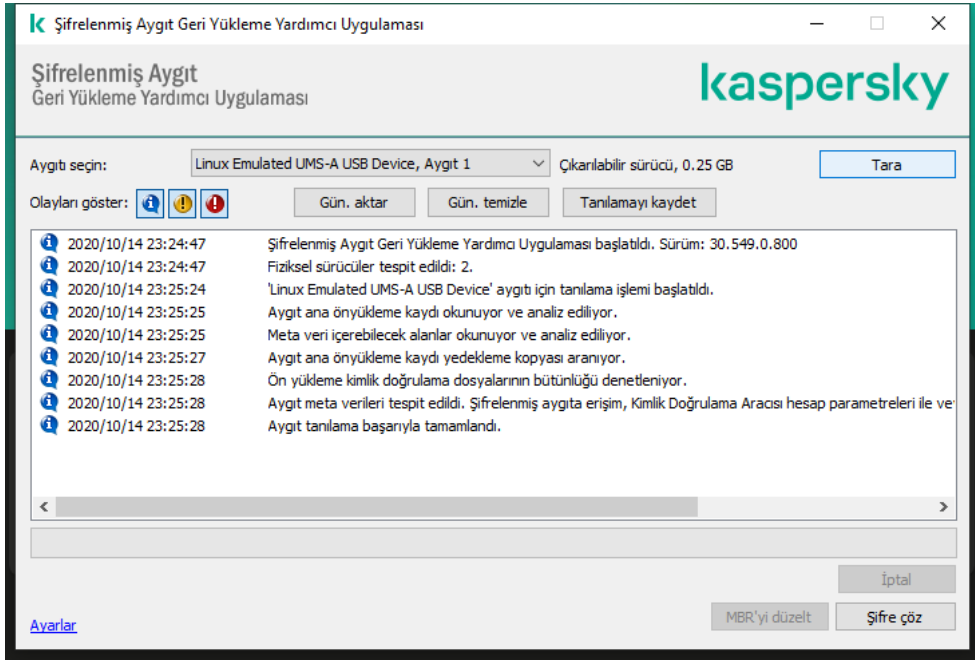 Şifrelenmiş Aygıt Geri Yükleme Yardımcı Uygulaması
Şifrelenmiş Aygıt
Geri Yükleme Yardımcı Uygulaması
kaspersky
Aygıtı seçin: Linux Emulated UMS-A USB Device, Aygıt 1 Çıkarılabilir sürücü, 0.25 GB Tara
Olayları göster: Gün. aktar Gün. temizle Tanılamayı kaydet
2020/10/14 23:24:47 Şifrelenmiş Aygıt Geri Yükleme Yardımcı Uygulaması başlatıldı. Sürüm: 30.549.0.800
2020/10/14 23:24:47 Fiziksel sürücüler tespit edildi: 2.
2020/10/14 23:25:24 'Linux Emulated UMS-A USB Device' aygıtı için tanılama işlemi başlatıldı.
2020/10/14 23:25:25 Aygıt ana önyükleme kaydı okunuyor ve analiz ediliyor.
2020/10/14 23:25:25 Meta veri içerebilecek alanlar okunuyor ve analiz ediliyor.
2020/10/14 23:25:27 Aygıt ana önyükleme kaydı yedekleme kopyası aranıyor.
2020/10/14 23:25:28 Ön yükleme kimlik doğrulama dosyalarının bütünlüğü denetleniyor.
2020/10/14 23:25:28 Aygıt meta verileri tespit edildi. Şifrelenmiş aygıta erişim, Kimlik Doğrulama Aracısı hesap parametreleri ile ve
2020/10/14 23:25:28 Aygıt tanılama başarıyla tamamlandı.
İptal
MBR'yi düzelt Şifre çöz
Ayarlar